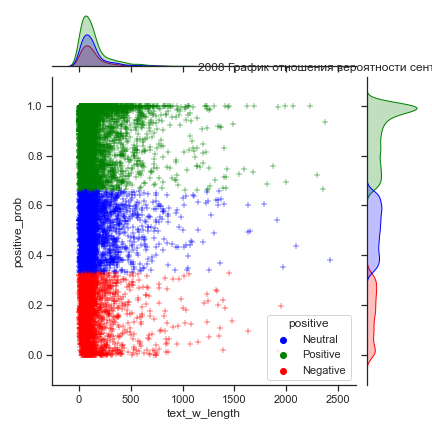 2008 График отношения вероятности сент
1.0
0.8
0.6
0.4
0.2
0.0
positive_prob
positive
Neutral
Positive
Negative
0 500 1000 1500 2000 2500
text_w_length